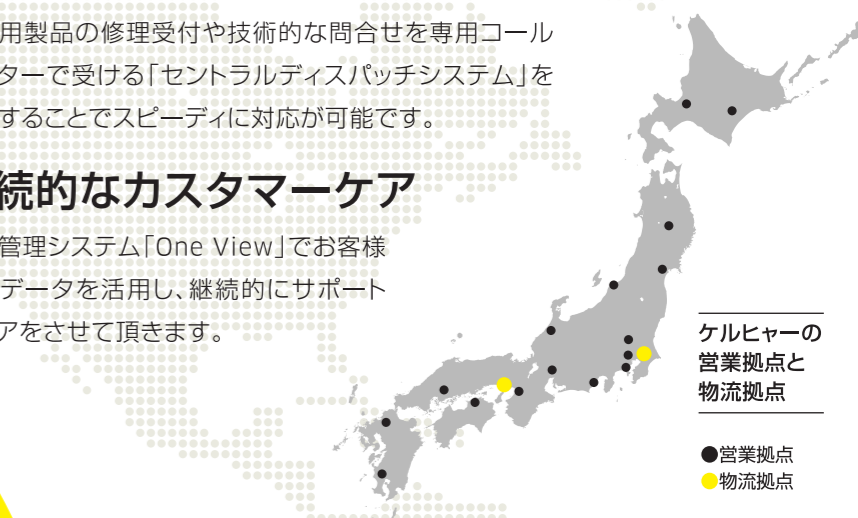 用製品の修理受付や技術的な問合せを専用コール
ターで受ける「セントラルディスパッチシステム」を
することでスピーディに対応が可能です。
続的なカスタマーケア
管理システム「One View」でお客様
データを活用し、継続的にサポート
アをさせて頂きます。
ケルヒャーの
営業拠点と
物流拠点
●営業拠点
●物流拠点